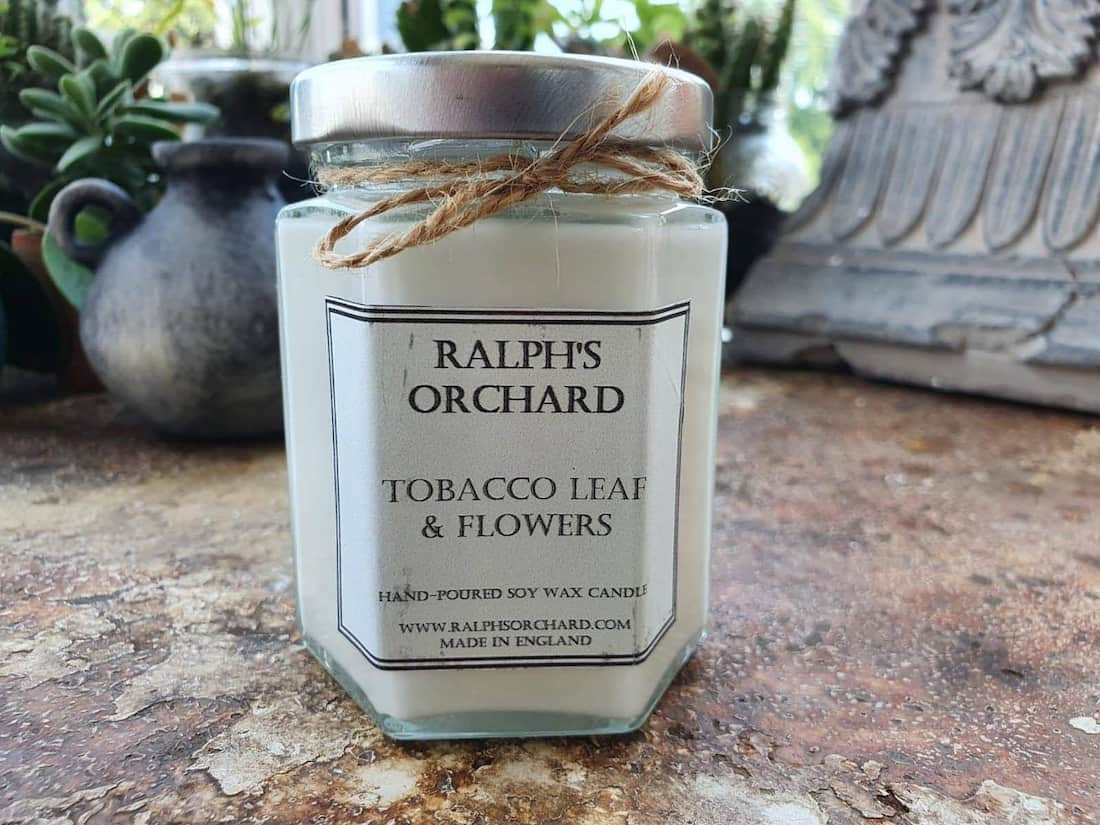 RALPH'S
ORCHARD
TOBACCO LEAF
& FLOWERS
HAND-POURED SOY WAX CANDLE
WWW.RALPHSORCHARD.COM
MADE IN ENGLAND